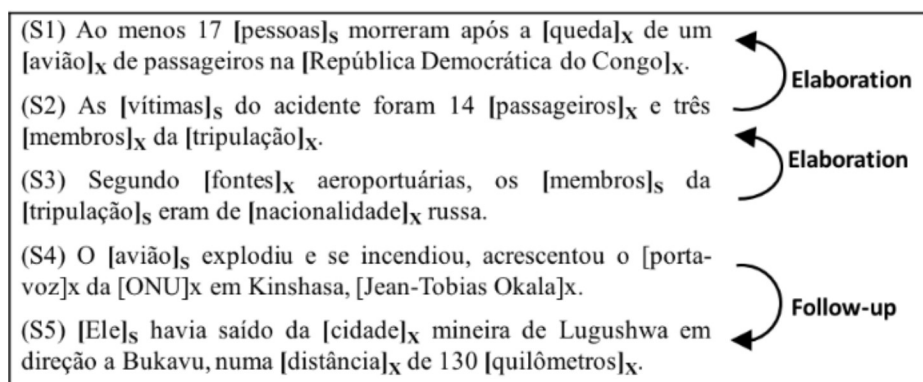 (S1) Ao menos 17 [pessoas]S morreram após a [queda]X de um
[avião]X de passageiros na [República Democrática do Congo]X.
Elaboration
(S2) As [vítimas]S do acidente foram 14 [passageiros]X e três
[membros]X da [tripulação]X.
Elaboration
(S3) Segundo [fontes]X aeroportuárias, os [membros]S da
[tripulação]S eram de [nacionalidade]X russa.
(S4) O [avião]S explodiu e se incendiou, acrescentou o [porta-
voz]x da [ONU]x em Kinshasa, [Jean-Tobias Okala]x.
Follow-up
(S5) [Ele]S havia saído da [cidade]X mineira de Lugushwa em
direção a Bukavu, numa [distância]X de 130 [quilômetros]X.